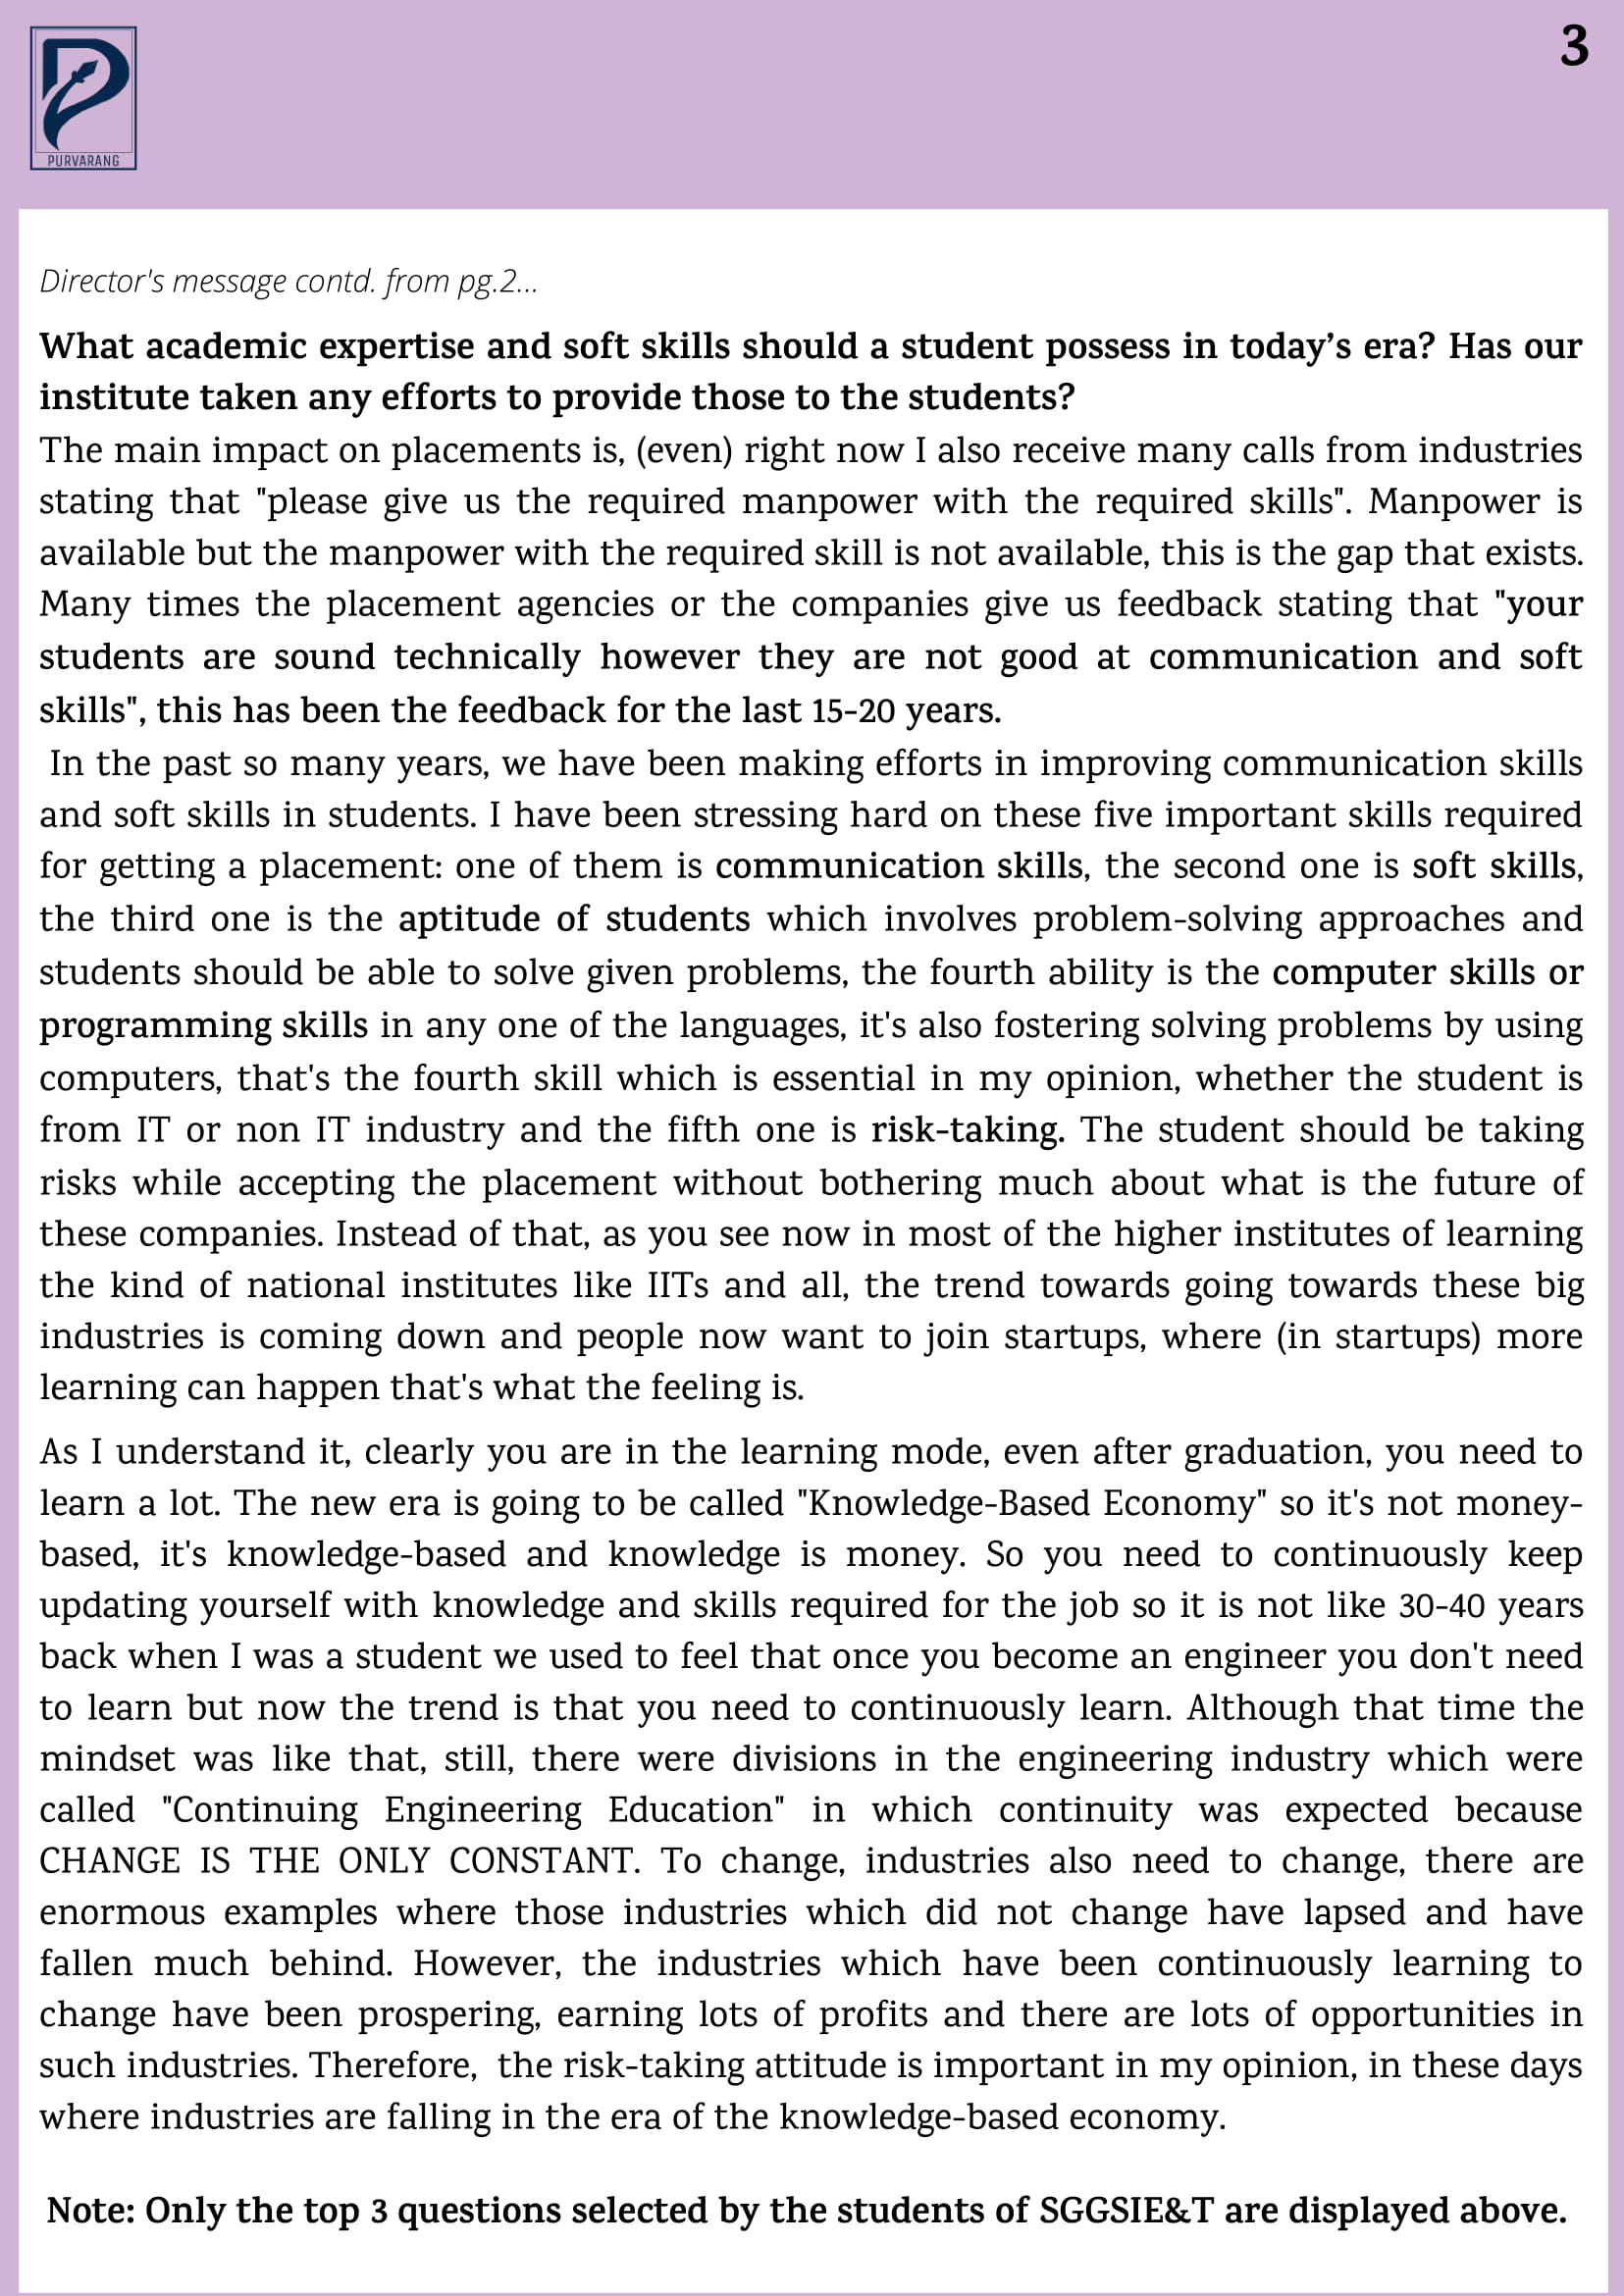 3
PURVARANG
Director's message contd. from pg.2...
What academic expertise and soft skills should a student possess in today’s era? Has our
institute taken any efforts to provide those to the students?
The main impact on placements is, (even) right now I also receive many calls from industries
stating that "please give us the required manpower with the required skills". Manpower is
available but the manpower with the required skill is not available, this is the gap that exists.
Many times the placement agencies or the companies give us feedback stating that "your
students are sound technically however they are not good at communication and soft
skills", this has been the feedback for the last 15-20 years.
In the past so many years, we have been making efforts in improving communication skills
and soft skills in students. I have been stressing hard on these five important skills required
for getting a placement: one of them is communication skills, the second one is soft skills,
the third one is the aptitude of students which involves problem-solving approaches and
students should be able to solve given problems, the fourth ability is the computer skills or
programming skills in any one of the languages, it's also fostering solving problems by using
computers, that's the fourth skill which is essential in my opinion, whether the student is
from IT or non IT industry and the fifth one is risk-taking. The student should be taking
risks while accepting the placement without bothering much about what is the future of
these companies. Instead of that, as you see now in most of the higher institutes of learning
the kind of national institutes like IITs and all, the trend towards going towards these big
industries is coming down and people now want to join startups, where (in startups) more
learning can happen that's what the feeling is.
As I understand it, clearly you are in the learning mode, even after graduation, you need to
learn a lot. The new era is going to be called "Knowledge-Based Economy" so it's not money-
based, it's knowledge-based and knowledge is money. So you need to continuously keep
updating yourself with knowledge and skills required for the job so it is not like 30-40 years
back when I was a student we used to feel that once you become an engineer you don't need
to learn but now the trend is that you need to continuously learn. Although that time the
mindset was like that, still, there were divisions in the engineering industry which were
called "Continuing Engineering Education" in which continuity was expected because
CHANGE IS THE ONLY CONSTANT. To change, industries also need to change, there are
enormous examples where those industries which did not change have lapsed and have
fallen much behind. However, the industries which have been continuously learning to
change have been prospering, earning lots of profits and there are lots of opportunities in
such industries. Therefore,  the risk-taking attitude is important in my opinion, in these days
where industries are falling in the era of the knowledge-based economy.
Note: Only the top 3 questions selected by the students of SGGSIE&T are displayed above.